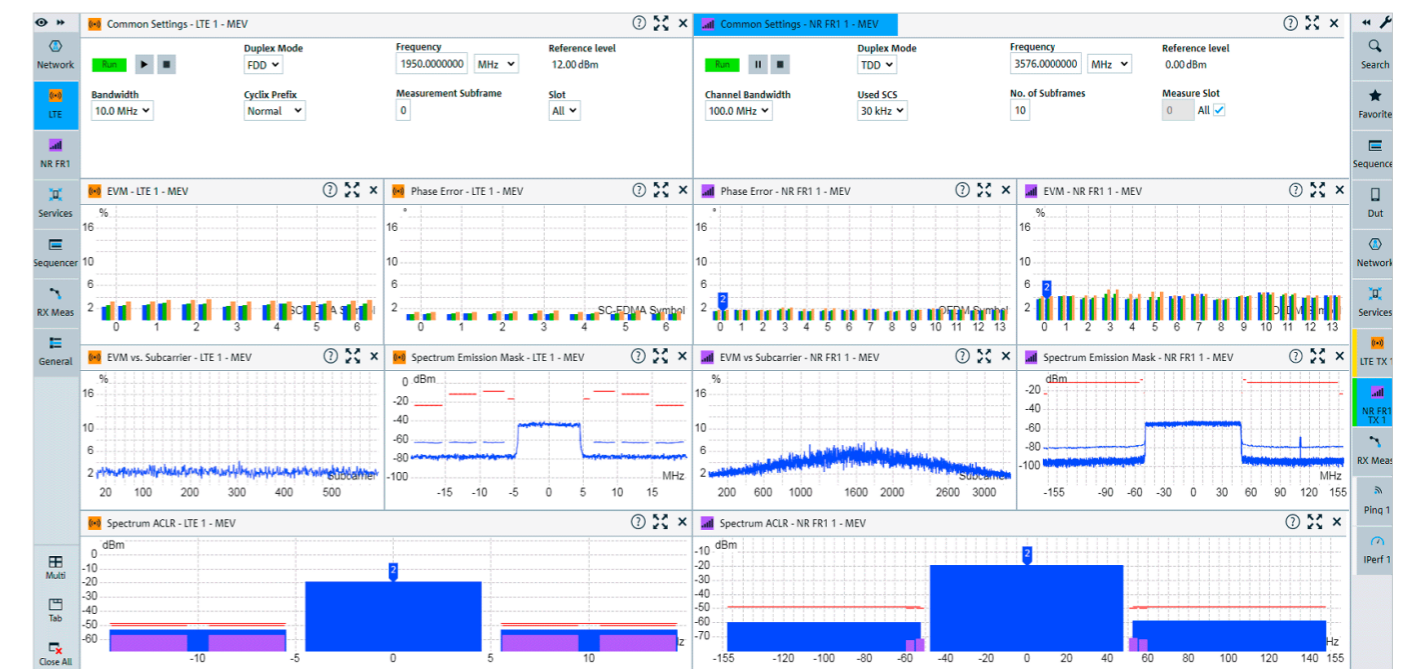 Common Settings - LTE 1 - MEV
Common Settings - NR FR1 1 - MEV
Network
LTE
NR FR1
Services
Sequencer
RX Meas
General
Multi
Tab
Close All
Run
Duplex Mode
FDD
Frequency
1950.0000000 MHz
Reference level
12.00 dBm
Bandwidth
10.0 MHz
Cyclix Prefix
Normal
Measurement Subframe
0
Slot
All
Run
Duplex Mode
TDD
Frequency
3576.0000000 MHz
Reference level
0.00 dBm
Channel Bandwidth
100.0 MHz
Used SCS
30 kHz
No. of Subframes
10
Measure Slot
0 All
EVM - LTE 1 - MEV
%
16
10
6
2
0 1 2 3 4 5 6
Phase Error - LTE 1 - MEV
°
16
10
6
2
SC-FDMA Symbol
0 1 2 3 4 5 6
Phase Error - NR FR1 1 - MEV
°
16
10
6
2
2
OFDM Symbol
0 1 2 3 4 5 6 7 8 9 10 11 12 13
EVM - NR FR1 1 - MEV
%
16
10
6
2
2
0 1 2 3 4 5 6 7 8 9 10 11 12 13
EVM vs. Subcarrier - LTE 1 - MEV
%
16
10
6
2
Subcarrier
20 100 200 300 400 500
Spectrum Emission Mask - LTE 1 - MEV
0 dBm
-20
-40
-60
-80
-100
MHz
-15 -10 -5 0 5 10 15
EVM vs Subcarrier - NR FR1 1 - MEV
%
16
10
6
2
Subcarrier
200 600 1000 1600 2000 2600 3000
Spectrum Emission Mask - NR FR1 1 - MEV
dBm
-20
-40
-60
-80
-100
MHz
-155 -90 -60 -30 0 30 60 90 120 155
Spectrum ACLR - LTE 1 - MEV
dBm
0
-10
-20
-30
-40
-50
-60
2
-10 -5 0 5 10
Spectrum ACLR - NR FR1 1 - MEV
dBm
-10
-20
-30
-40
-50
-60
-70
2
Hz
-155 -120 -100 -80 -60 -40 -20 0 20 40 60 80 100 120 140 155
Search
Favorite
Sequence
Dut
Network
Services
LTE TX 1
NR FR1
TX 1
RX Meas
Ping 1
IPerf 1